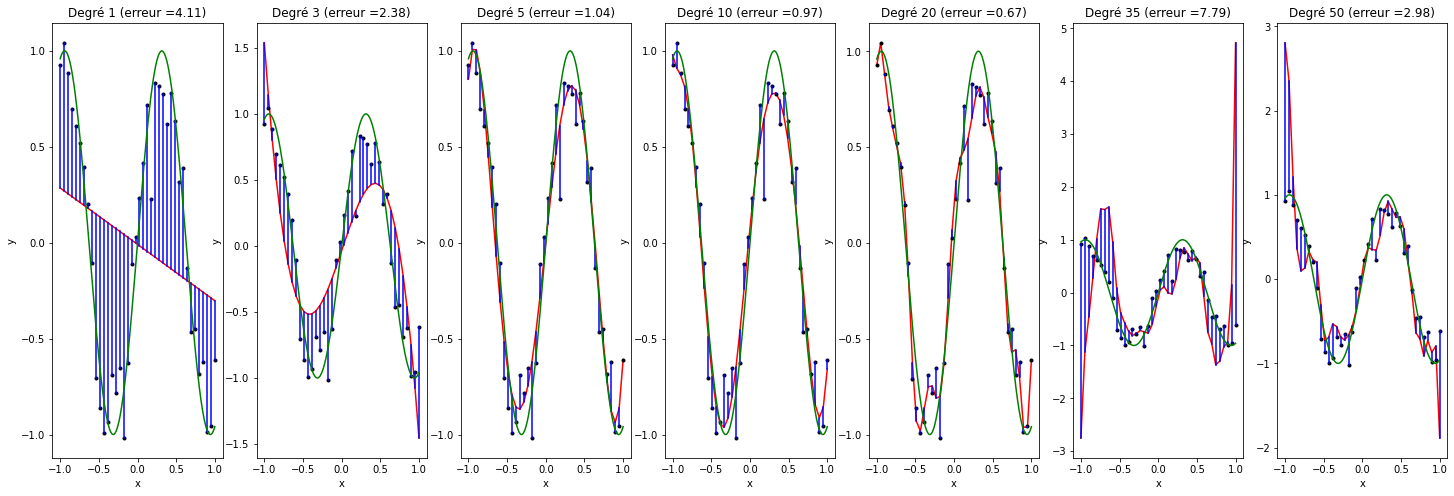 Degré 1 (erreur =4.11)
1.0
0.5
0.0
−0.5
−1.0
y
−1.0 −0.5 0.0 0.5 1.0
x
Degré 3 (erreur =2.38)
1.5
1.0
0.5
0.0
−0.5
−1.0
−1.5
y
−1.0 −0.5 0.0 0.5 1.0
x
Degré 5 (erreur =1.04)
1.0
0.5
0.0
−0.5
−1.0
y
−1.0 −0.5 0.0 0.5 1.0
x
Degré 10 (erreur =0.97)
1.0
0.5
0.0
−0.5
−1.0
y
−1.0 −0.5 0.0 0.5 1.0
x
Degré 20 (erreur =0.67)
1.0
0.5
0.0
−0.5
−1.0
y
−1.0 −0.5 0.0 0.5 1.0
x
Degré 35 (erreur =7.79)
5
4
3
2
1
0
−1
−2
−3
y
−1.0 −0.5 0.0 0.5 1.0
x
Degré 50 (erreur =2.98)
3
2
1
0
−1
−2
y
−1.0 −0.5 0.0 0.5 1.0
x